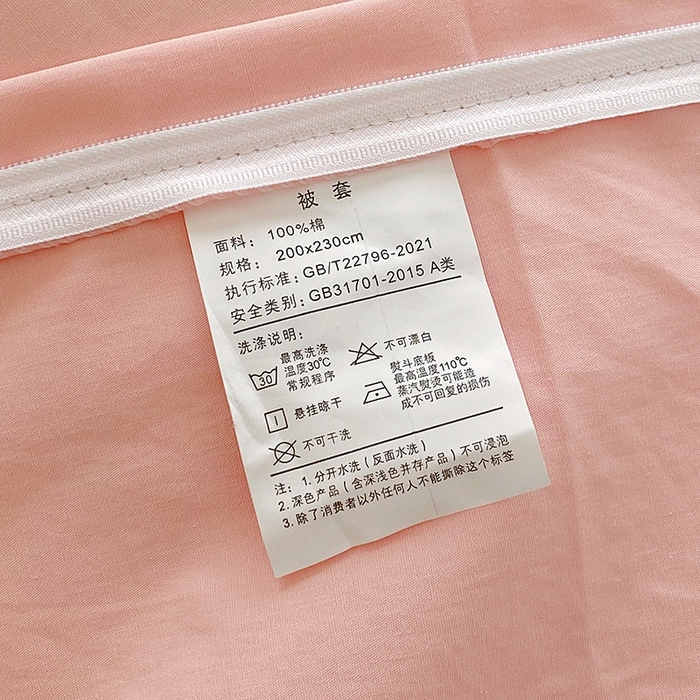 被套
面料：100%棉
规格：200x230cm
执行标准：GB/T22796-2021
安全类别：GB31701-2015 A类
洗涤说明：
30
最高洗涤
温度30℃
常规程序
不可漂白
熨斗底板
最高温度110℃
蒸汽熨烫可能造
成不可回复的损伤
悬挂晾干
不可干洗
注：1.分开水洗（反面水洗）
2.深色产品（含深浅色并存产品）不可浸泡
3.除了消费者以外任何人不能撕除这个标签